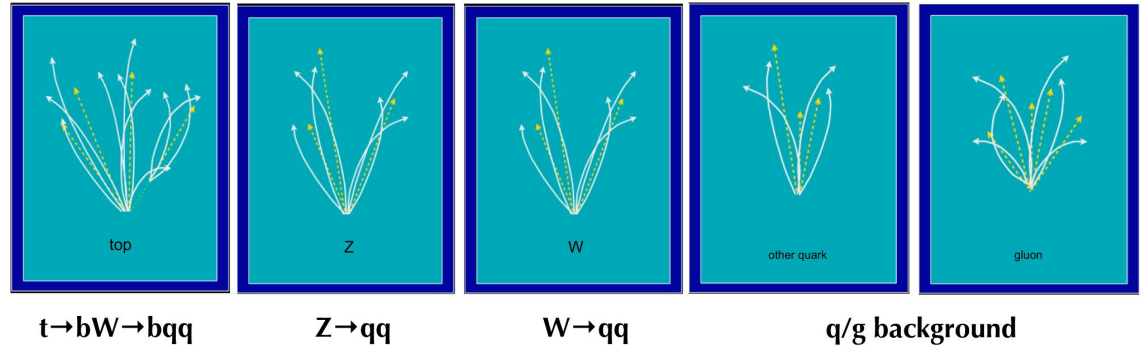 top
Z
W
other quark
gluon
t→bW→bqq
Z→qq
W→qq
q/g background